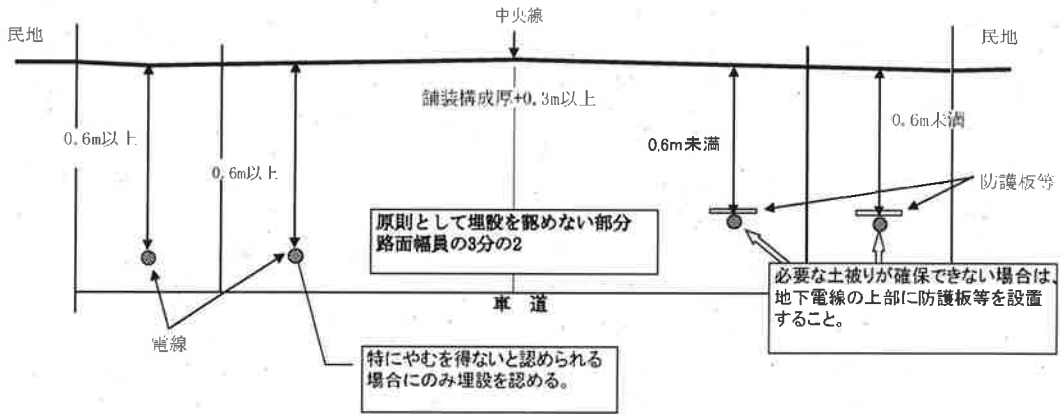 中央線
民地
民地
舗装構成厚+0.3m以上
0.6m以上
0.6m以上
0.6m未満
0.6m未満
防護板等
原則として埋設を認めない部分
路面幅員の3分の2
必要な土被りが確保できない場合は、
地下電線の上部に防護板等を設置
すること。
車道
電線
特にやむを得ないと認められる
場合にのみ埋設を認める。